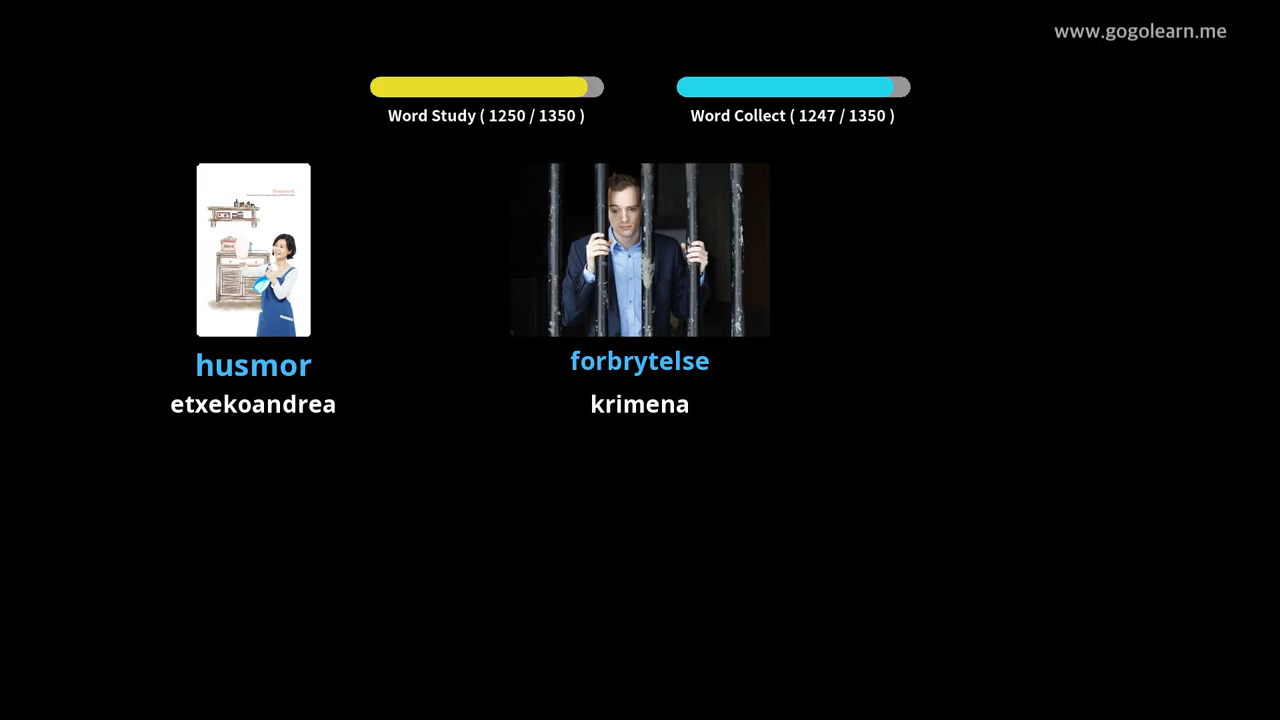 www.gogolearn.me
Word Study ( 1250 / 1350 )
Word Collect ( 1247 / 1350 )
husmor
forbrytelse
etxekoandrea
krimena